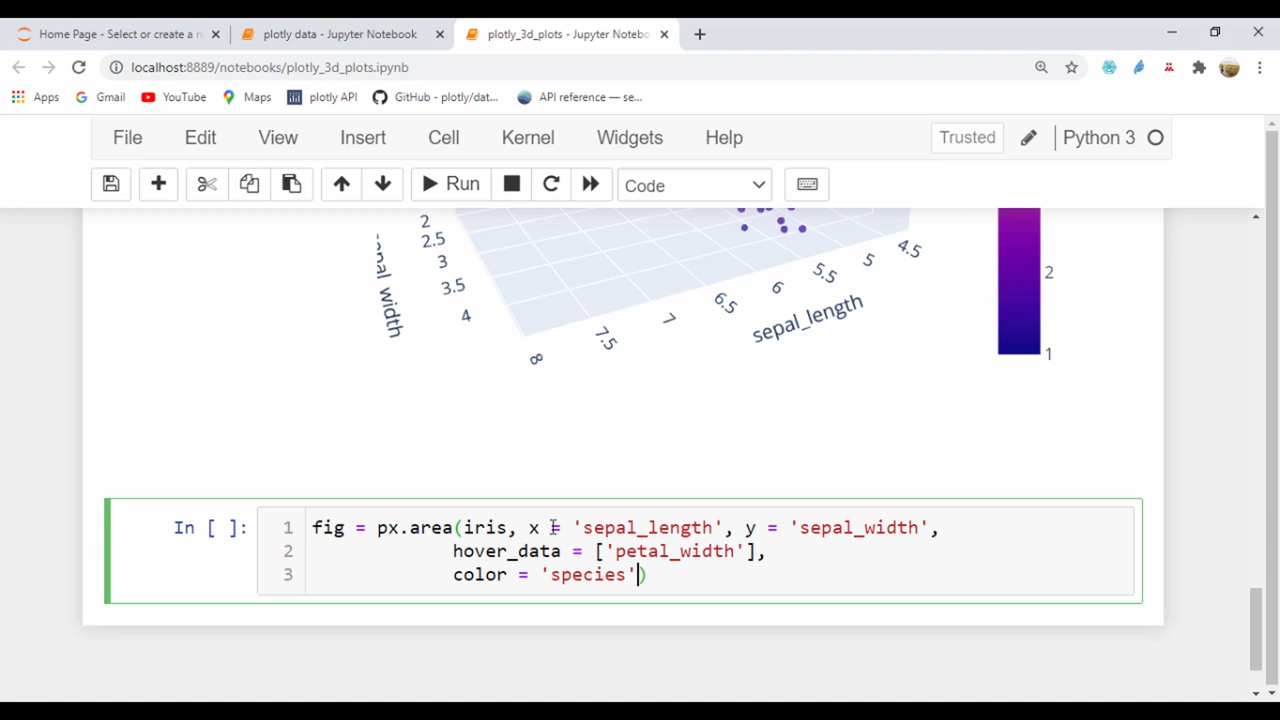 Home Page - Select or create a n
plotly data - Jupyter Notebook
plotly_3d_plots - Jupyter Notebo
localhost:8889/notebooks/plotly_3d_plots.ipynb
Apps
Gmail
YouTube
Maps
plotly API
GitHub - plotly/dat...
API reference — se...
File Edit View Insert Cell Kernel Widgets Help
Trusted
Python 3
Run
Code
2
2.5
3
3.5
4
width
8
7.5
7
6.5
6
5.5
5
4.5
sepal_length
2
1
In [ ]:
1 fig = px.area(iris, x = 'sepal_length', y = 'sepal_width',
2 hover_data = ['petal_width'],
3 color = 'species')